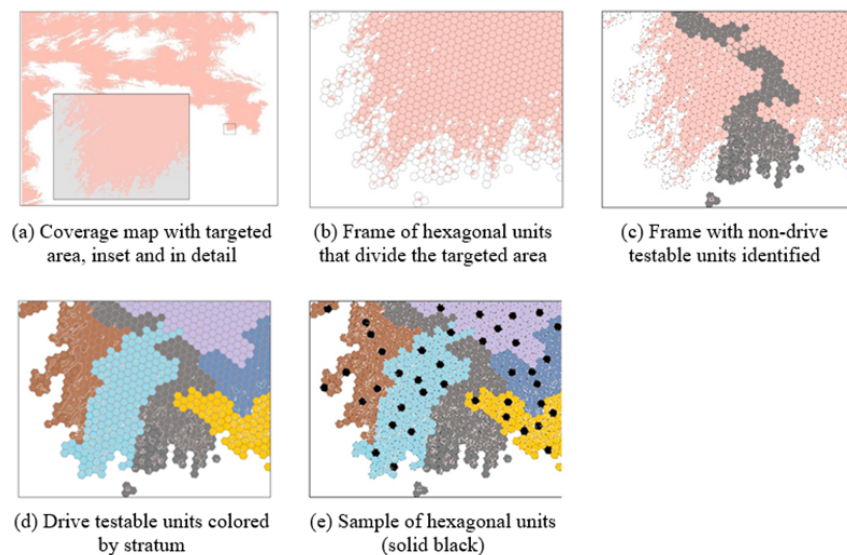 (a) Coverage map with targeted
area, inset and in detail
(b) Frame of hexagonal units
that divide the targeted area
(c) Frame with non-drive
testable units identified
(d) Drive testable units colored
by stratum
(e) Sample of hexagonal units
(solid black)